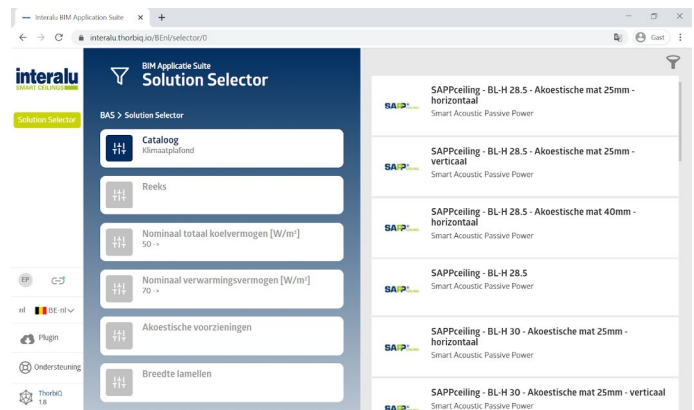 Interalu BIM Application Suite
interalu.thorbiq.io/BEnl/selector/0
Gast
interalu
SMART CEILINGS
Solution Selector
EP
nl BE-nl
Plugin
Ondersteuning
ThorbiQ
1.8
BIM Applicatie Suite
Solution Selector
BAS > Solution Selector
Cataloog
Klimaatplafond
Reeks
Nominaal totaal koelvermogen [W/m²]
50 ->
Nominaal verwarmingsvermogen [W/m²]
70 ->
Akoestische voorzieningen
Breedte lamellen
SAPP
SAPPceiling - BL-H 28.5 - Akoestische mat 25mm -
horizontaal
Smart Acoustic Passive Power
SAPP
SAPPceiling - BL-H 28.5 - Akoestische mat 25mm -
verticaal
Smart Acoustic Passive Power
SAPP
SAPPceiling - BL-H 28.5 - Akoestische mat 40mm -
horizontaal
Smart Acoustic Passive Power
SAPP
SAPPceiling - BL-H 28.5
Smart Acoustic Passive Power
SAPP
SAPPceiling - BL-H 30 - Akoestische mat 25mm -
horizontaal
Smart Acoustic Passive Power
SAPP
SAPPceiling - BL-H 30 - Akoestische mat 25mm - verticaal
Smart Acoustic Passive Power